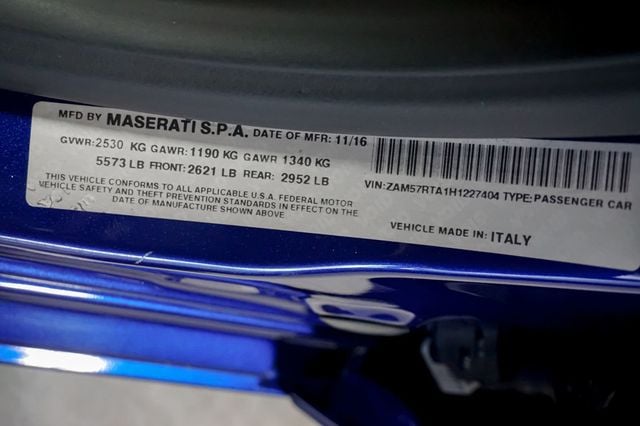 MFD BY MASERATI S.P.A. DATE OF MFR: 11/16
GVWR:2530 KG GAWR: 1190 KG GAWR 1340 KG
5573 LB FRONT: 2621 LB REAR: 2952 LB
THIS VEHICLE CONFORMS TO ALL APPLICABLE U.S.A. FEDERAL MOTOR
VEHICLE SAFETY AND THEFT PREVENTION STANDARDS IN EFFECT ON THE
DATE OF MANUFACTURE SHOWN ABOVE
VIN:ZAM57RTA1H1227404 TYPE:PASSENGER CAR
VEHICLE MADE IN: ITALY